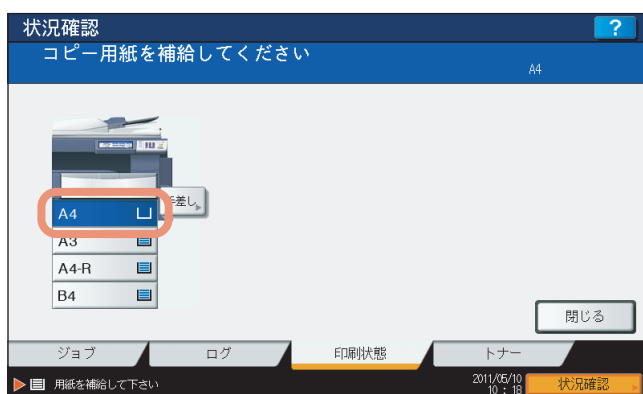 状況確認
?
コピー用紙を補給してください
A4
手差し
A4
A3
A4-R
B4
閉じる
ジョブ
ログ
印刷状態
トナー
用紙を補給して下さい
2011/05/10
10 : 18
状況確認